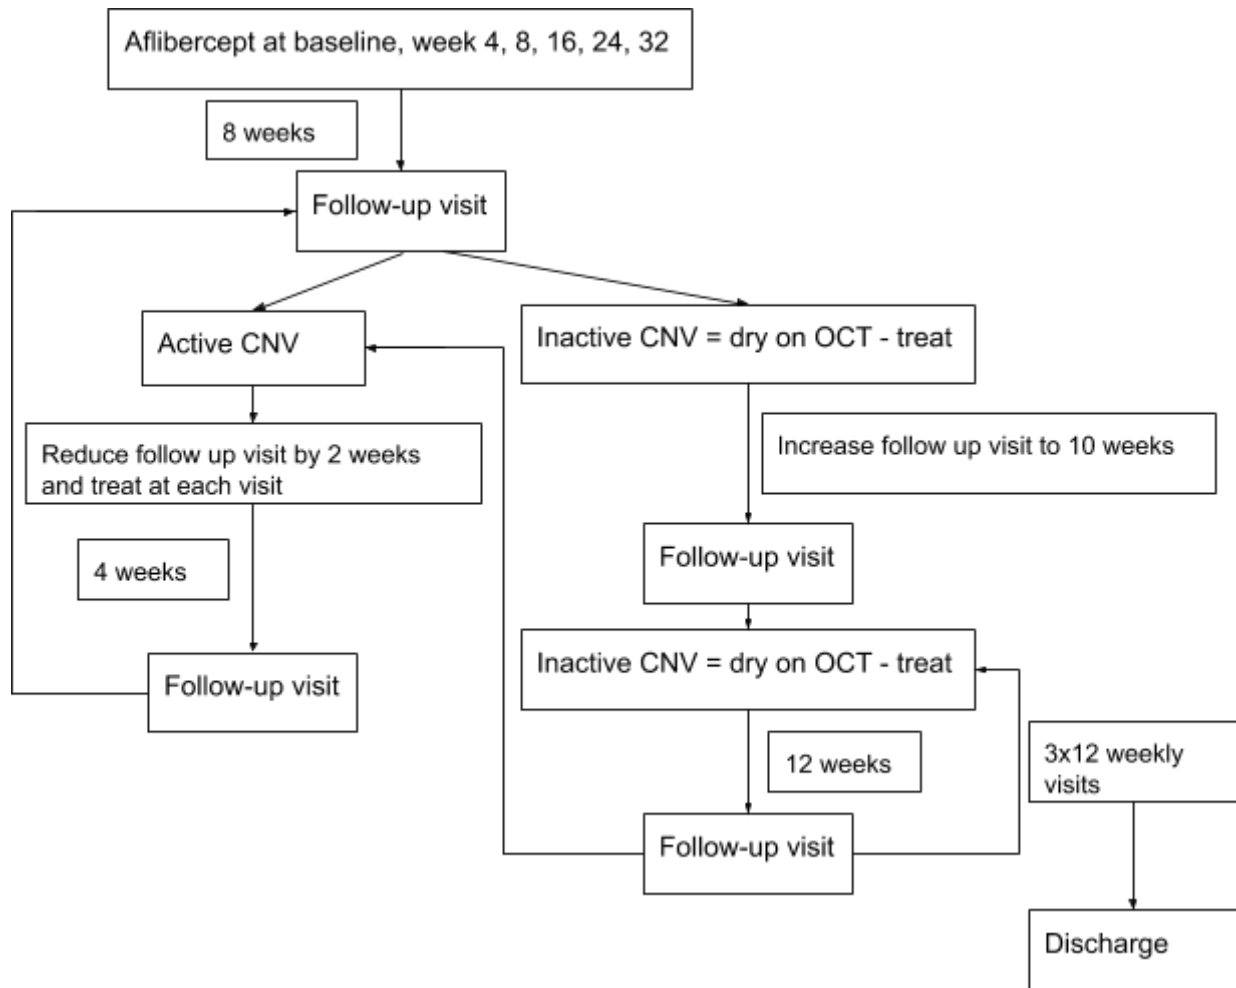 Aflibercept at baseline, week 4, 8, 16, 24, 32
8 weeks
Follow-up visit
Active CNV
Inactive CNV = dry on OCT - treat
Reduce follow up visit by 2 weeks
and treat at each visit
Increase follow up visit to 10 weeks
4 weeks
Follow-up visit
Follow-up visit
Inactive CNV = dry on OCT - treat
12 weeks
3x12 weekly
visits
Follow-up visit
Discharge